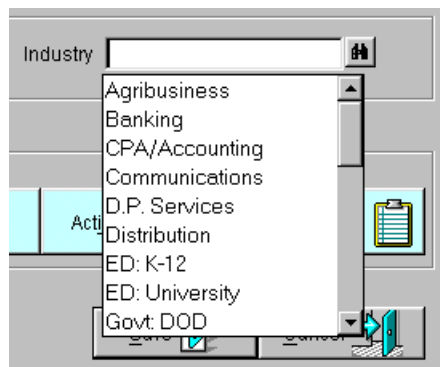 Industry
Agribusiness
Banking
CPA/Accounting
Communications
D.P. Services
Distribution
ED: K-12
ED: University
Govt: DOD